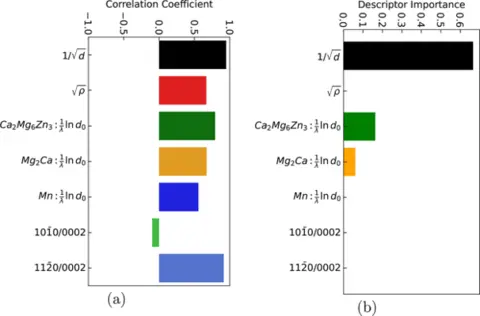 Correlation Coefficient
−1.0 −0.5 0.0 0.5 1.0
1/√d
√ρ
Ca₂Mg₆Zn₃ : 1/λ ln d₀
Mg₂Ca : 1/λ ln d₀
Mn : 1/λ ln d₀
101̄0/0002
112̄0/0002
(a)
Descriptor Importance
0.0 0.1 0.2 0.3 0.4 0.5 0.6
1/√d
√ρ
Ca₂Mg₆Zn₃ : 1/λ ln d₀
Mg₂Ca : 1/λ ln d₀
Mn : 1/λ ln d₀
101̄0/0002
112̄0/0002
(b)